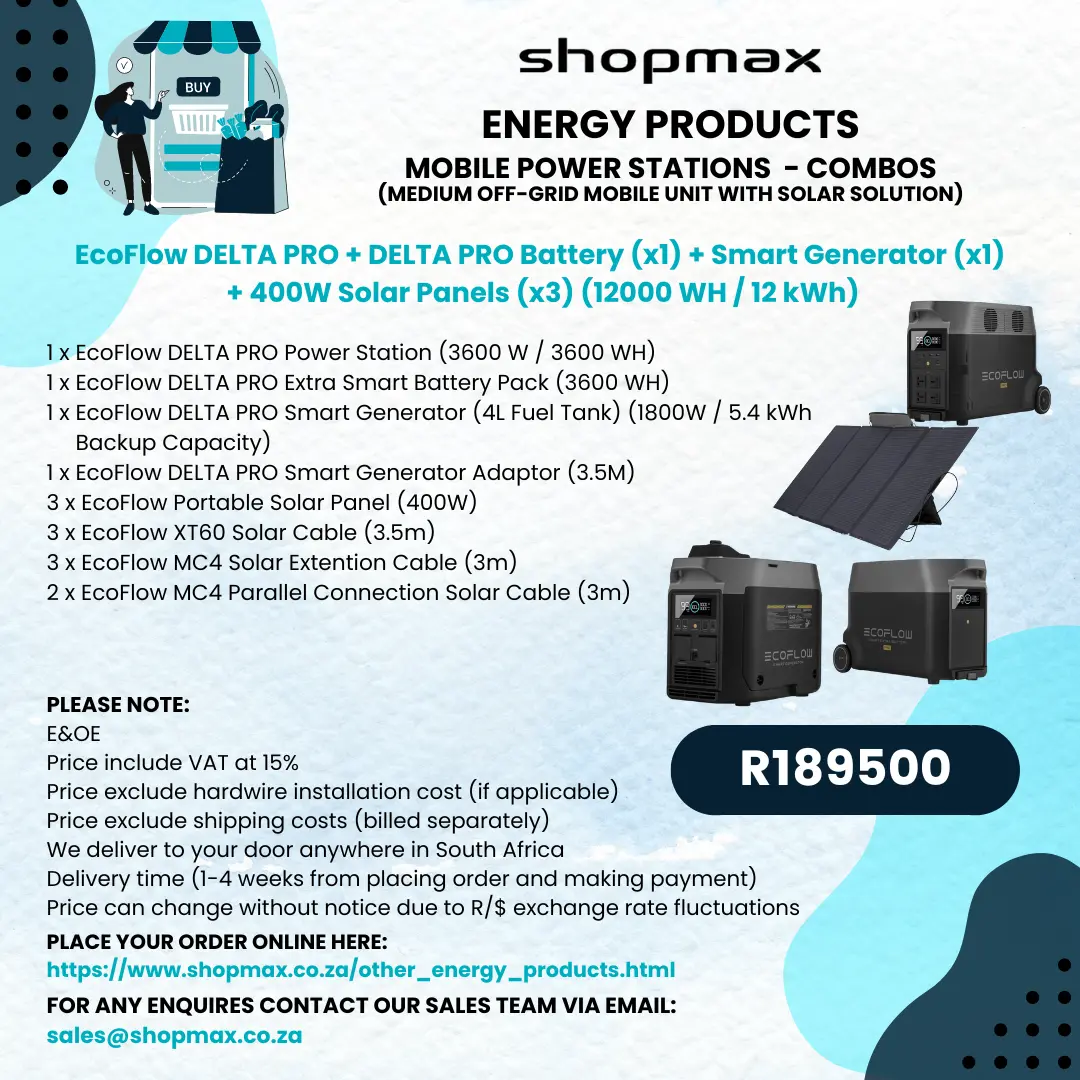 BUY
shopmax
ENERGY PRODUCTS
MOBILE POWER STATIONS - COMBOS
(MEDIUM OFF-GRID MOBILE UNIT WITH SOLAR SOLUTION)
EcoFlow DELTA PRO + DELTA PRO Battery (x1) + Smart Generator (x1)
+ 400W Solar Panels (x3) (12000 WH / 12 kWh)
1 x EcoFlow DELTA PRO Power Station (3600 W / 3600 WH)
1 x EcoFlow DELTA PRO Extra Smart Battery Pack (3600 WH)
1 x EcoFlow DELTA PRO Smart Generator (4L Fuel Tank) (1800W / 5.4 kWh
Backup Capacity)
1 x EcoFlow DELTA PRO Smart Generator Adaptor (3.5M)
3 x EcoFlow Portable Solar Panel (400W)
3 x EcoFlow XT60 Solar Cable (3.5m)
3 x EcoFlow MC4 Solar Extention Cable (3m)
2 x EcoFlow MC4 Parallel Connection Solar Cable (3m)
ECOFLOW
ECOFLOW
ECOFLOW
R189500
PLEASE NOTE:
E&OE
Price include VAT at 15%
Price exclude hardwire installation cost (if applicable)
Price exclude shipping costs (billed separately)
We deliver to your door anywhere in South Africa
Delivery time (1-4 weeks from placing order and making payment)
Price can change without notice due to R/$ exchange rate fluctuations
PLACE YOUR ORDER ONLINE HERE:
https://www.shopmax.co.za/other_energy_products.html
FOR ANY ENQUIRES CONTACT OUR SALES TEAM VIA EMAIL:
sales@shopmax.co.za